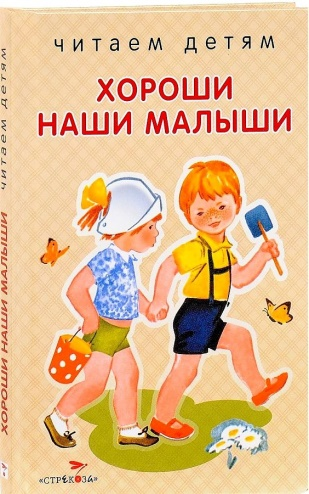 читаем детям
ХОРОШИ
НАШИ МАЛЫШИ
«СТРЕКОЗА»
ХОРОШИ НАШИ МАЛЫШИ читаем детям